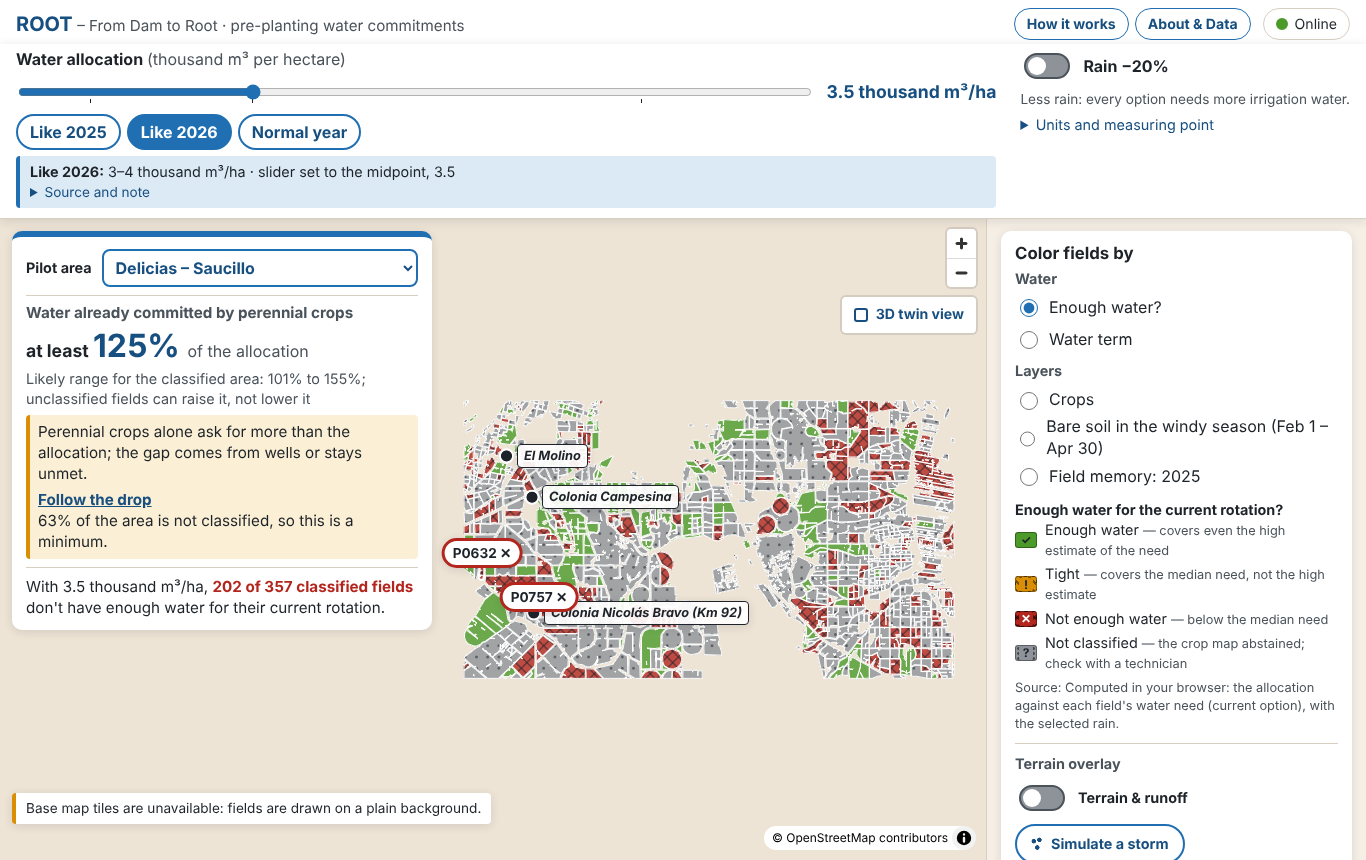 ROOT – From Dam to Root · pre-planting water commitments
How it works
About & Data
Online
Water allocation (thousand m³ per hectare)
3.5 thousand m³/ha
Like 2025
Like 2026
Normal year
Like 2026: 3–4 thousand m³/ha · slider set to the midpoint, 3.5
Source and note
Rain −20%
Less rain: every option needs more irrigation water.
Units and measuring point
Pilot area
Delicias – Saucillo
Water already committed by perennial crops
at least 125% of the allocation
Likely range for the classified area: 101% to 155%;
unclassified fields can raise it, not lower it
Perennial crops alone ask for more than the
allocation; the gap comes from wells or stays
unmet.
Follow the drop
63% of the area is not classified, so this is a
minimum.
With 3.5 thousand m³/ha, 202 of 357 classified fields
don't have enough water for their current rotation.
+
−
3D twin view
El Molino
Colonia Campesina
P0632 ✕
P0757 ✕
Colonia Nicolás Bravo (Km 92)
Base map tiles are unavailable: fields are drawn on a plain background.
© OpenStreetMap contributors
Color fields by
Water
Enough water?
Water term
Layers
Crops
Bare soil in the windy season (Feb 1 –
Apr 30)
Field memory: 2025
Enough water for the current rotation?
Enough water — covers even the high
estimate of the need
Tight — covers the median need, not the high
estimate
Not enough water — below the median need
Not classified — the crop map abstained;
check with a technician
Source: Computed in your browser: the allocation
against each field's water need (current option), with
the selected rain.
Terrain overlay
Terrain & runoff
Simulate a storm